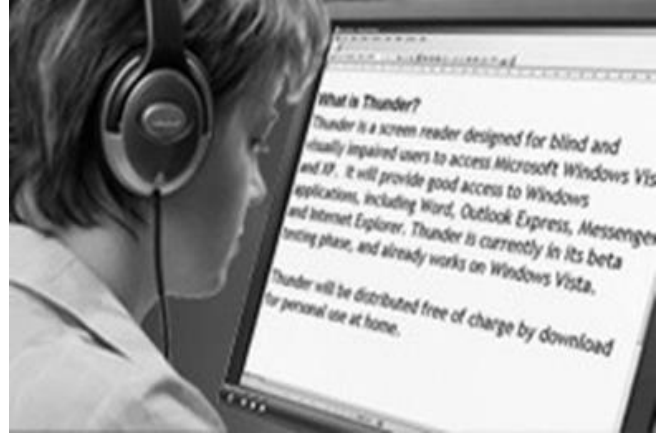 What is Thunder?
Thunder is a screen reader designed for blind and
visually impaired users to access Microsoft Windows Vis
and XP. It will provide good access to Windows
applications, including Word, Outlook Express, Messenger
and Internet Explorer. Thunder is currently in its beta
testing phase, and already works on Windows Vista.
Thunder will be distributed free of charge by download
for personal use at home.